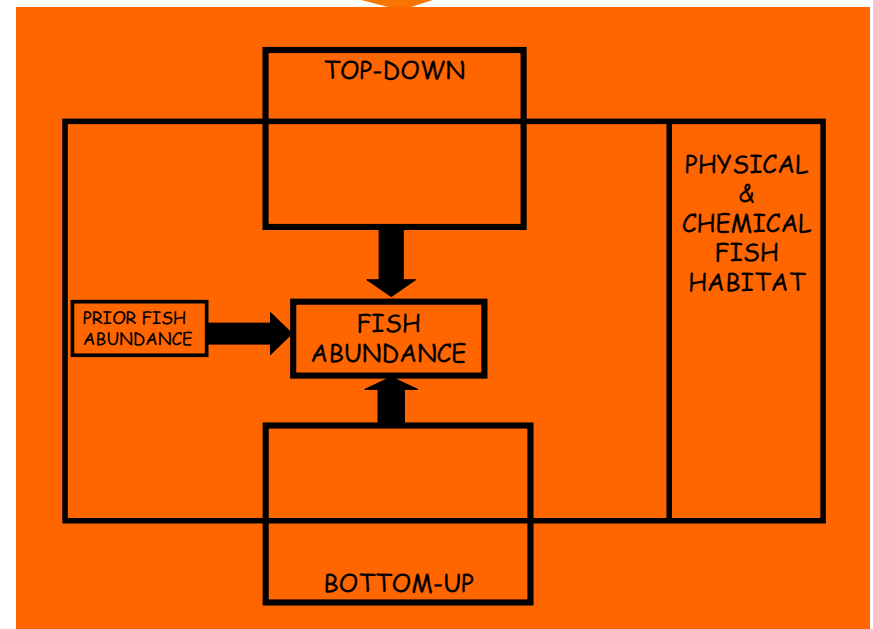 TOP-DOWN
PHYSICAL
&
CHEMICAL
FISH
HABITAT
PRIOR FISH
ABUNDANCE
FISH
ABUNDANCE
BOTTOM-UP